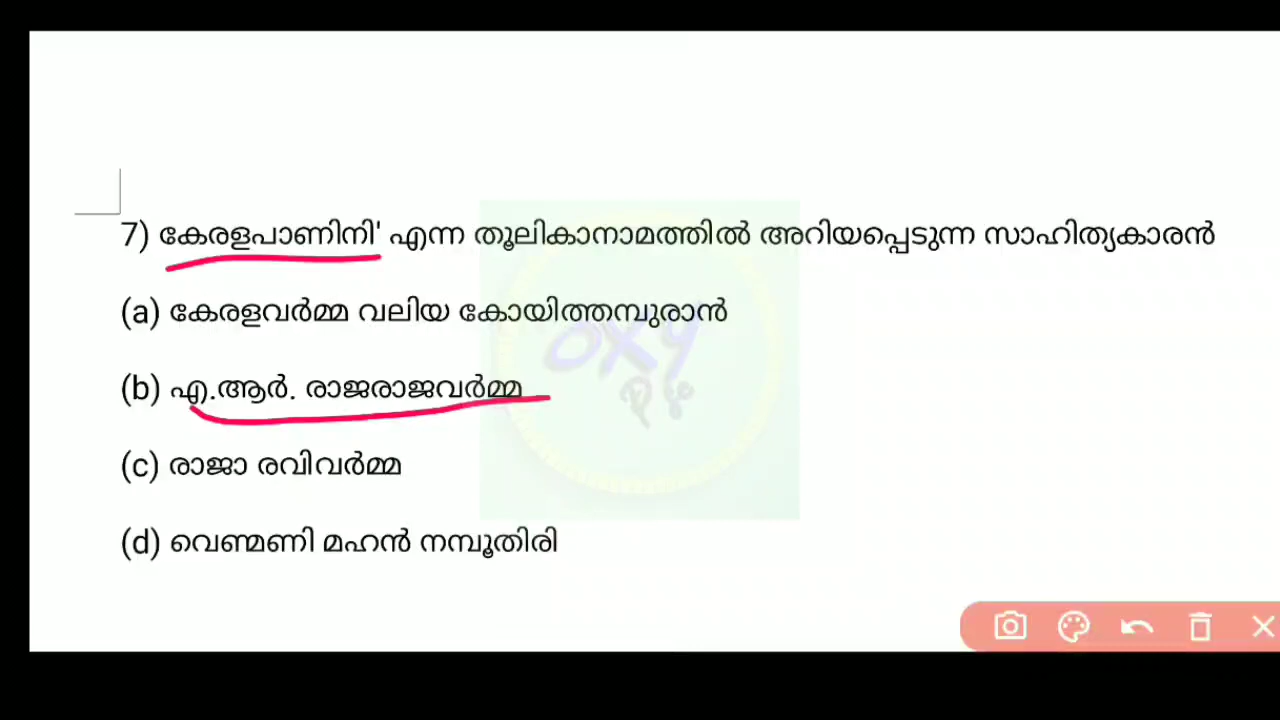 7) കേരളപാണിനി' എന്ന തൂലികാനാമത്തിൽ അറിയപ്പെടുന്ന സാഹിത്യകാരൻ
(a) കേരളവർമ്മ വലിയ കോയിത്തമ്പുരാൻ
(b) എ.ആർ. രാജരാജവർമ്മ
(c) രാജാ രവിവർമ്മ
(d) വെണ്മണി മഹൻ നമ്പൂതിരി
oxy